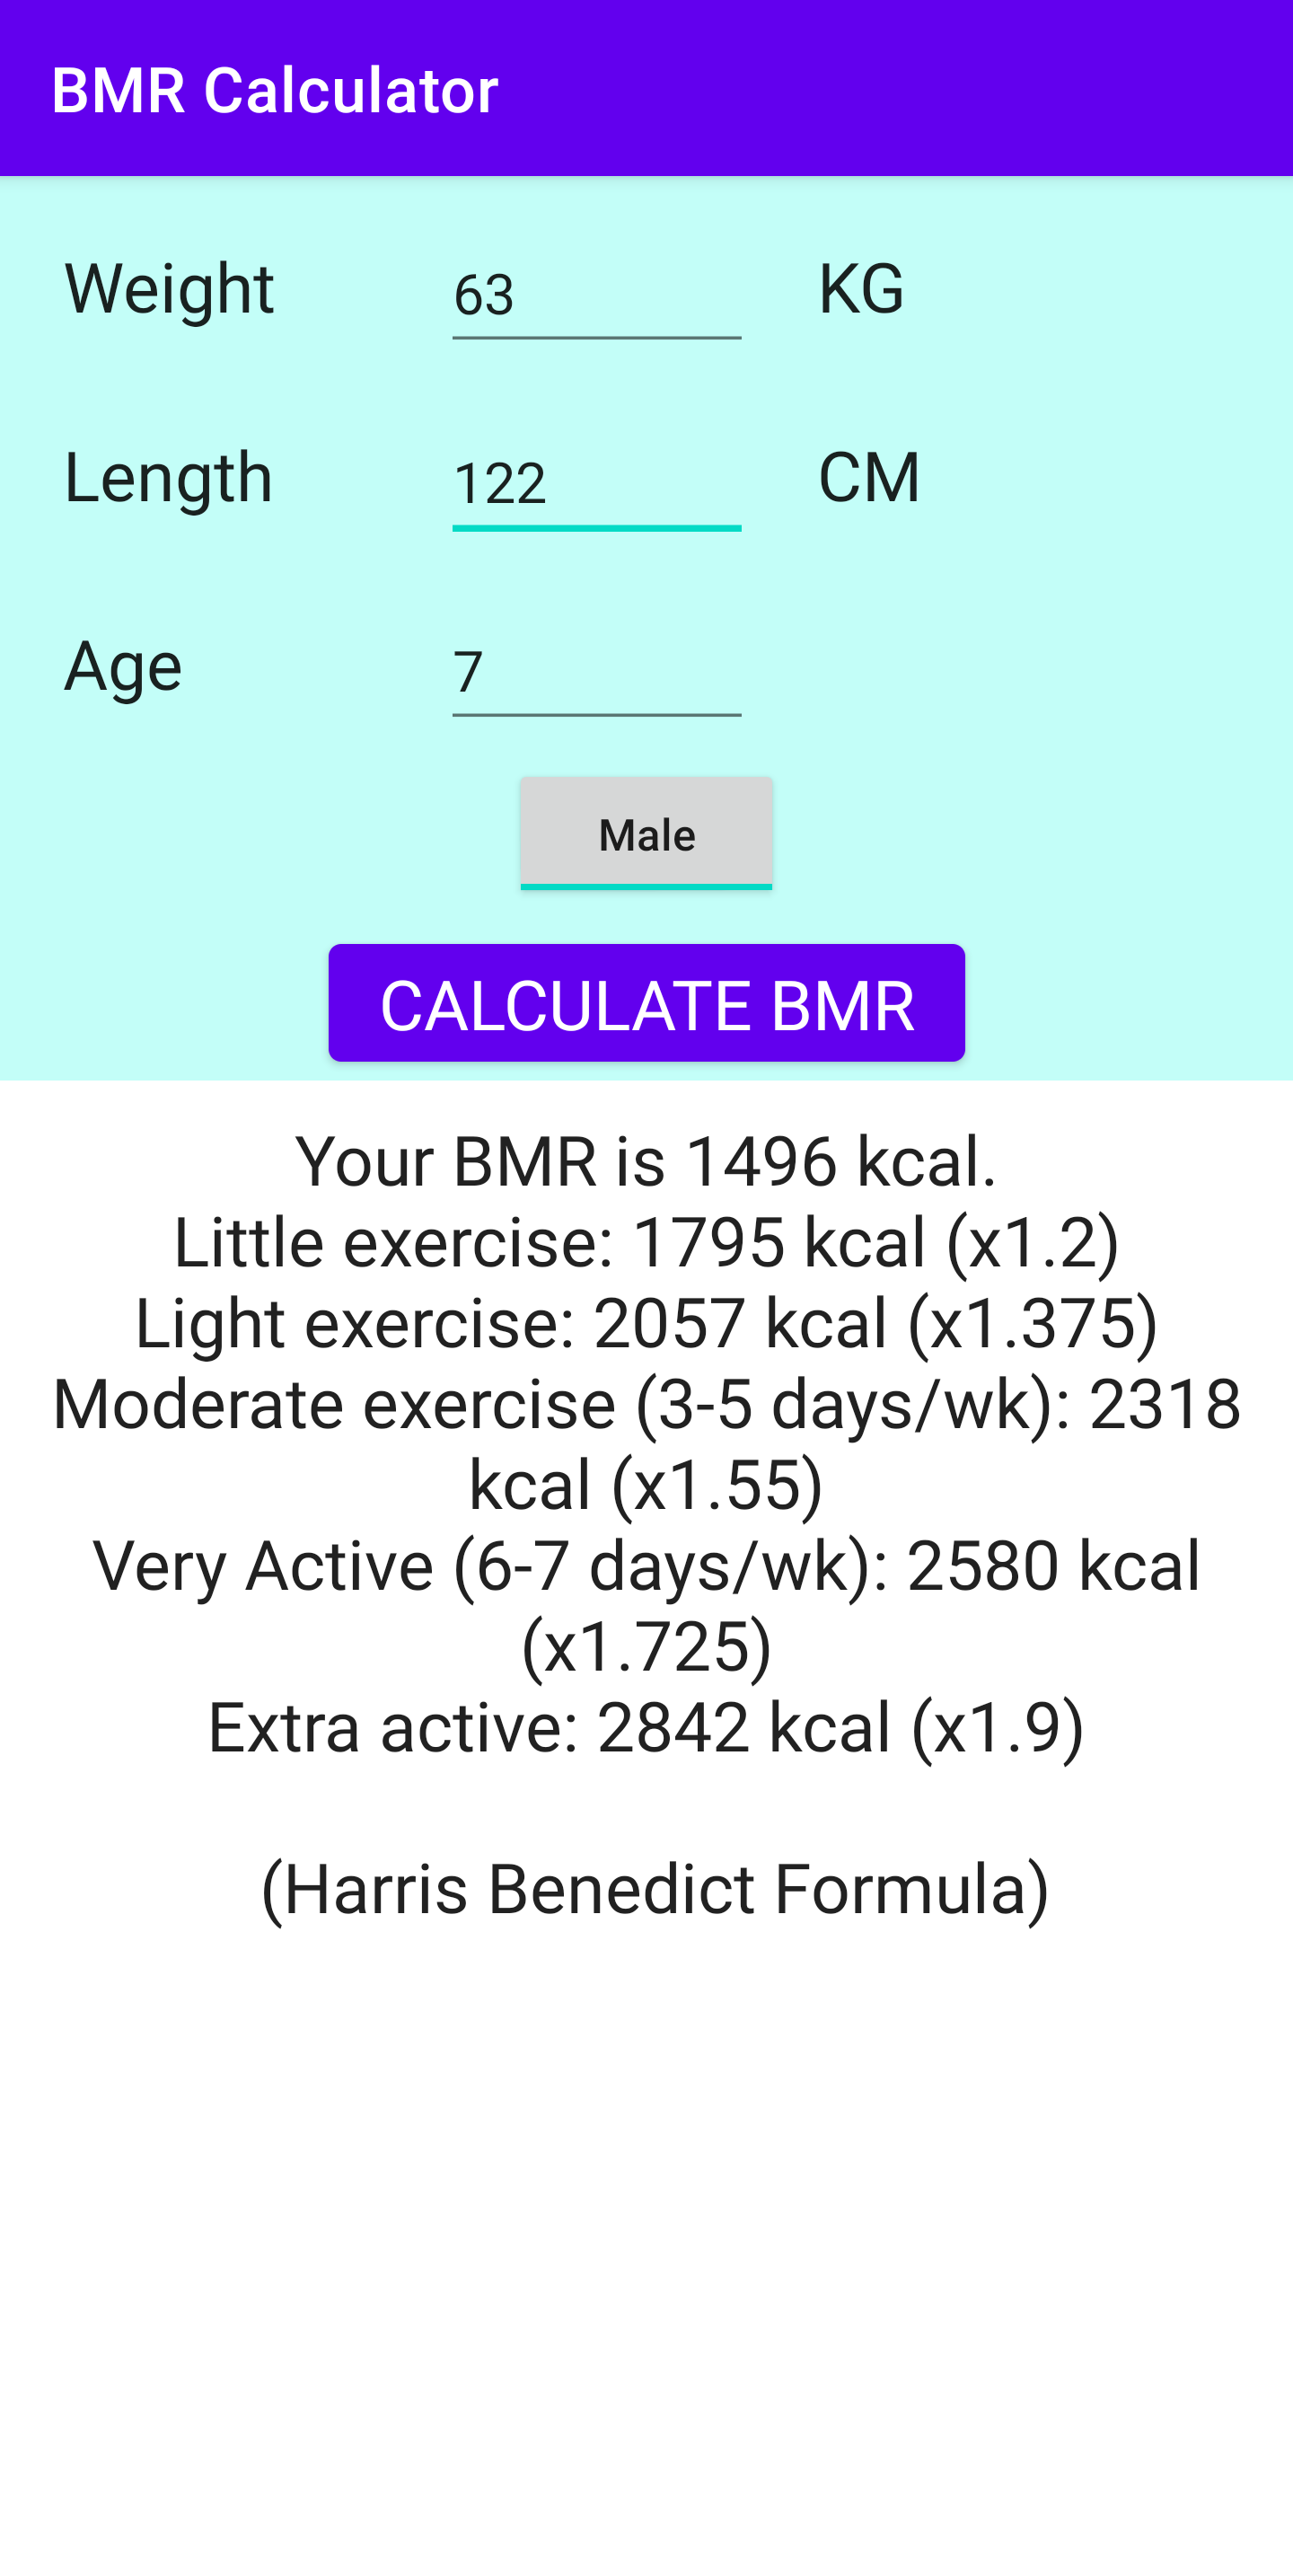 BMR Calculator
Weight 63 KG
Length 122 CM
Age 7
Male
CALCULATE BMR
Your BMR is 1496 kcal.
Little exercise: 1795 kcal (x1.2)
Light exercise: 2057 kcal (x1.375)
Moderate exercise (3-5 days/wk): 2318
kcal (x1.55)
Very Active (6-7 days/wk): 2580 kcal
(x1.725)
Extra active: 2842 kcal (x1.9)
(Harris Benedict Formula)